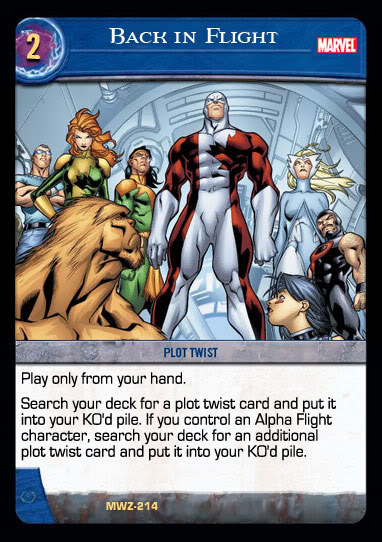 2
Back in Flight
MARVEL
PLOT TWIST
Play only from your hand.
Search your deck for a plot twist card and put it
into your KO'd pile. If you control an Alpha Flight
character, search your deck for an additional
plot twist card and put it into your KO'd pile.
MWZ-214